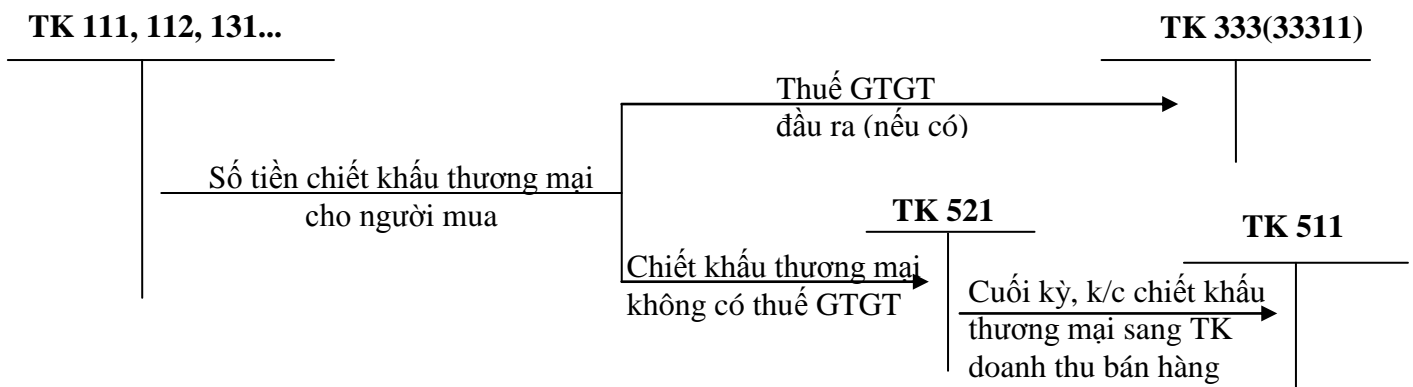 TK 111, 112, 131...
TK 333(33311)
Thuế GTGT
đầu ra (nếu có)
Số tiền chiết khấu thương mại
cho người mua
TK 521
TK 511
Chiết khấu thương mại
không có thuế GTGT
Cuối kỳ, k/c chiết khấu
thương mại sang TK
doanh thu bán hàng